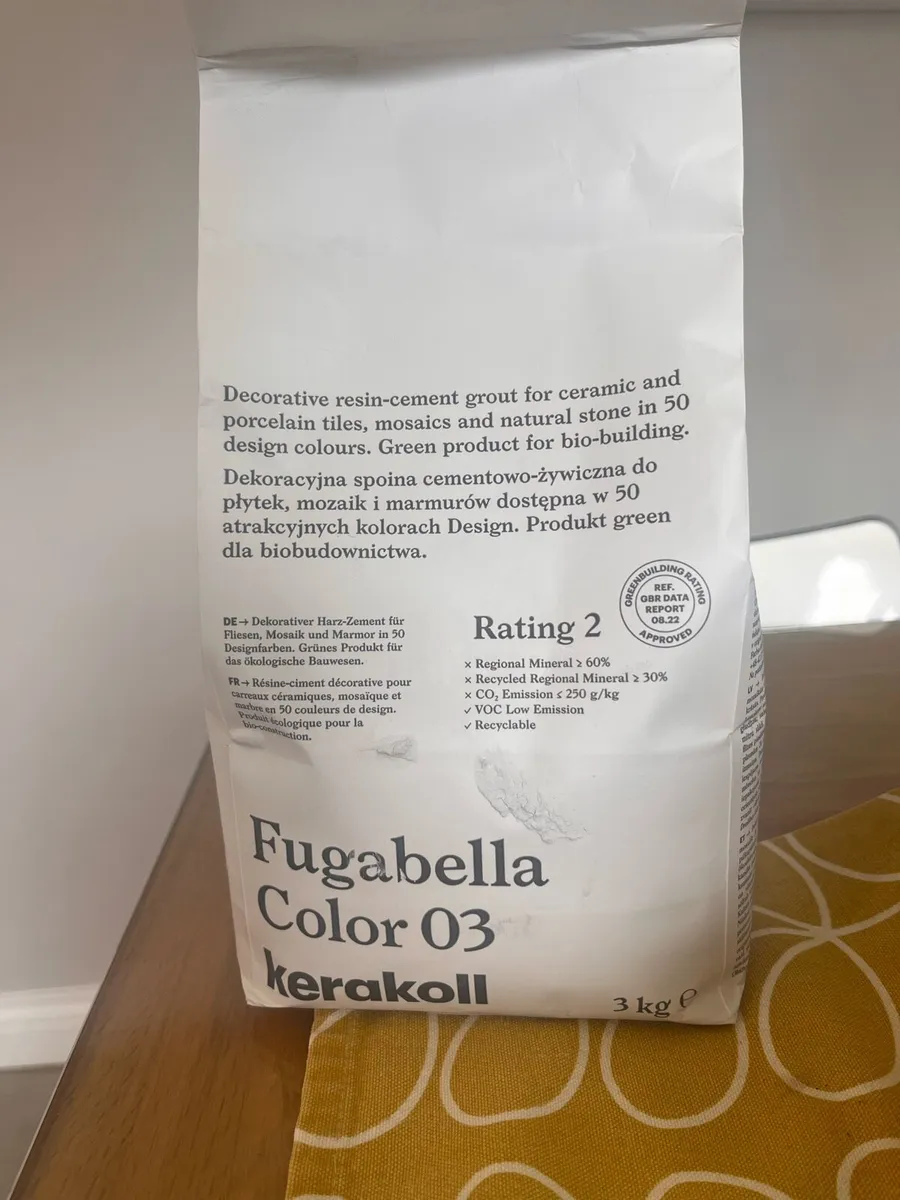 Decorative resin-cement grout for ceramic and
porcelain tiles, mosaics and natural stone in 50
design colours. Green product for bio-building.
Dekoracyjna spoina cementowo-żywiczna do
płytek, mozaik i marmurów dostępna w 50
atrakcyjnych kolorach Design. Produkt green
dla biobudownictwa.
DE→ Dekorativer Harz-Zement für
Fliesen, Mosaik und Marmor in 50
Designfarben. Grünes Produkt für
das ökologische Bauwesen.
FR→ Résine-ciment décorative pour
carreaux céramiques, mosaïque et
marbre en 50 couleurs de design.
Produit écologique pour la
bio-construction.
Rating 2
× Regional Mineral ≥ 60%
× Recycled Regional Mineral ≥ 30%
× CO₂ Emission ≤ 250 g/kg
✓ VOC Low Emission
✓ Recyclable
GREENBUILDING RATING
REF.
GBR DATA
REPORT
08.22
APPROVED
Fugabella
Color 03
kerakoll
3 kg ℮